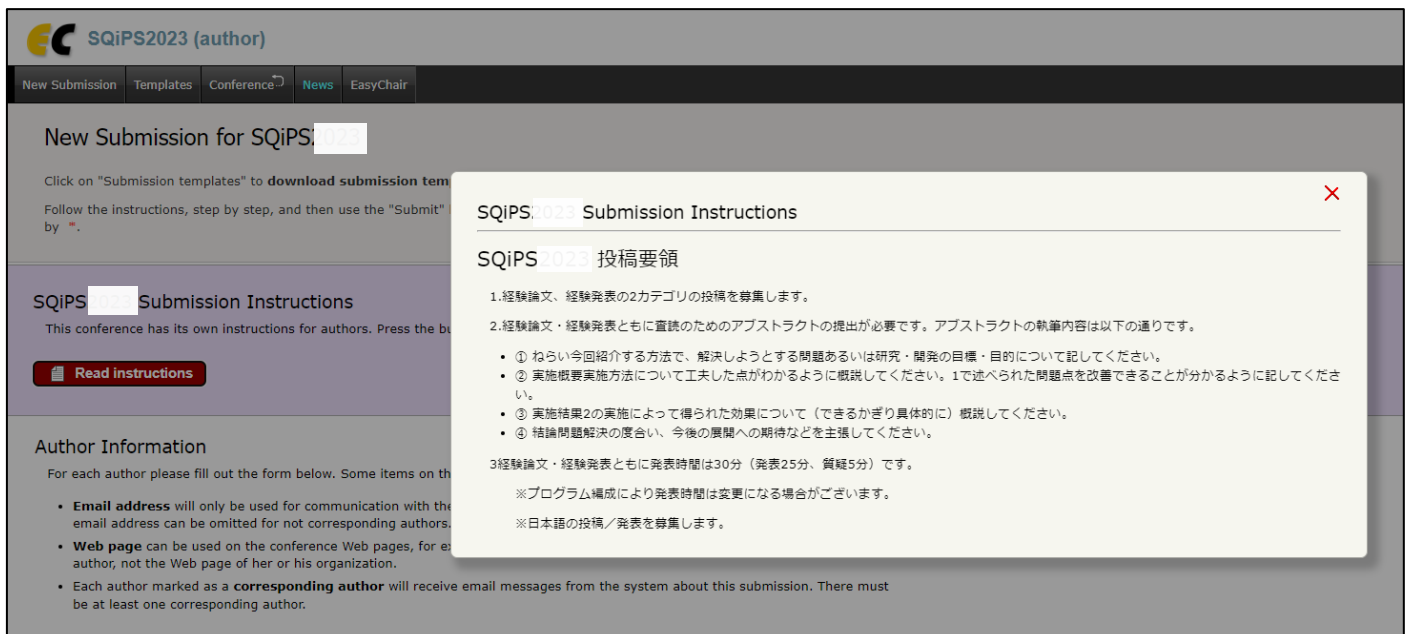 EC SQiPS2023 (author)
New Submission Templates Conference News EasyChair
New Submission for SQiPS2023
Click on "Submission templates" to download submission tem
Follow the instructions, step by step, and then use the "Submit"
by *.
SQiPS2023 Submission Instructions
This conference has its own instructions for authors. Press the bu
Read instructions
Author Information
For each author please fill out the form below. Some items on th
• Email address will only be used for communication with the
email address can be omitted for not corresponding authors.
• Web page can be used on the conference Web pages, for ex
author, not the Web page of her or his organization.
• Each author marked as a corresponding author will receive email messages from the system about this submission. There must
be at least one corresponding author.
SQiPS2023 Submission Instructions
SQiPS2023 投稿要領
1.経験論文、経験発表の2カテゴリの投稿を募集します。
2.経験論文・経験発表ともに査読のためのアブストラクトの提出が必要です。アブストラクトの執筆内容は以下の通りです。
• ① ねらい今回紹介する方法で、解決しようとする問題あるいは研究・開発の目標・目的について記してください。
• ② 実施概要実施方法について工夫した点がわかるように概説してください。1で述べられた問題点を改善できることが分かるように記してくださ
い。
• ③ 実施結果2の実施によって得られた効果について（できるかぎり具体的に）概説してください。
• ④ 結論問題解決の度合い、今後の展開への期待などを主張してください。
3経験論文・経験発表ともに発表時間は30分（発表25分、質疑5分）です。
※プログラム編成により発表時間は変更になる場合がございます。
※日本語の投稿／発表を募集します。